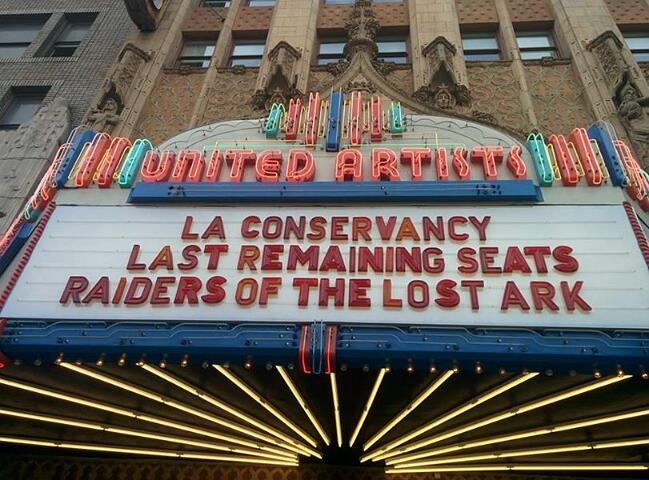 UNITED ARTISTS
LA CONSERVANCY
LAST REMAINING SEATS
RAIDERS OF THE LOST ARK